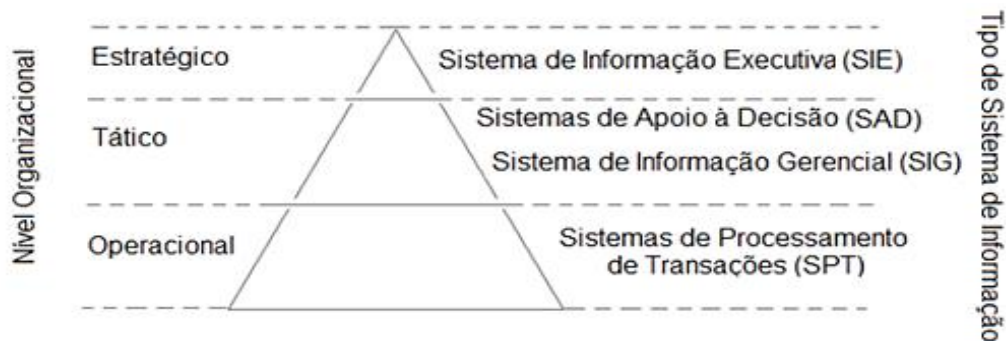 Nível Organizacional
Estratégico
Sistema de Informação Executiva (SIE)
Tático
Sistemas de Apoio à Decisão (SAD)
Sistema de Informação Gerencial (SIG)
Operacional
Sistemas de Processamento
de Transações (SPT)
Tipo de Sistema de Informação